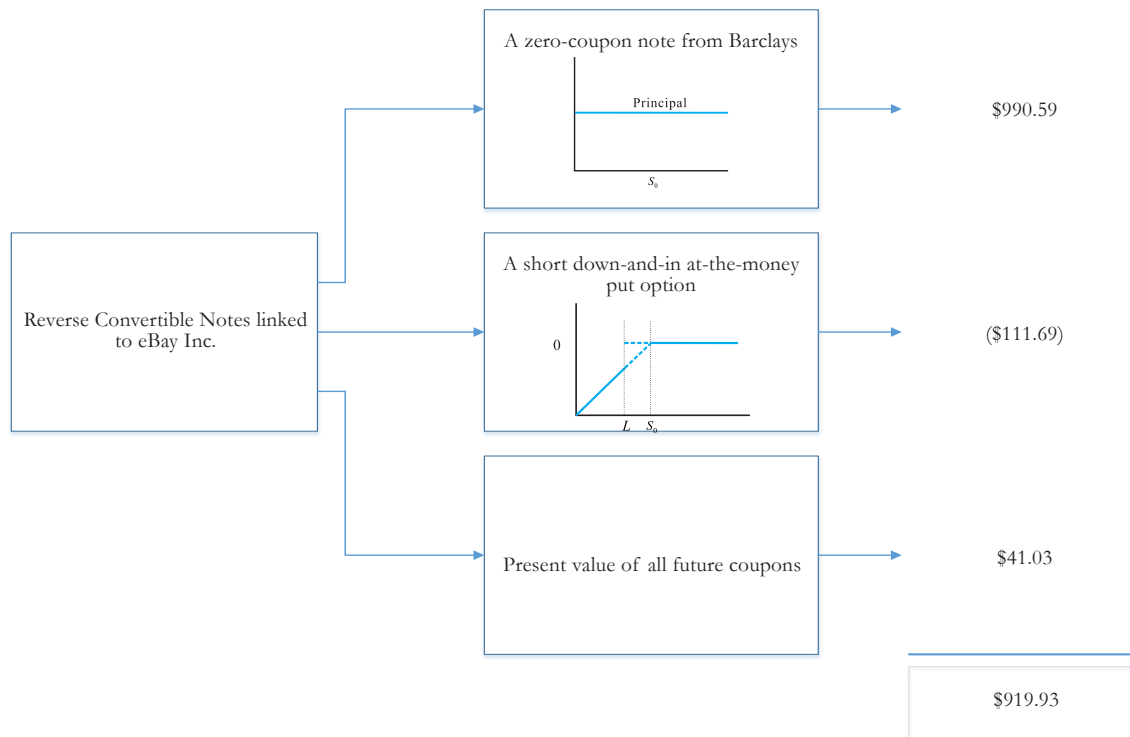 A zero-coupon note from Barclays
Principal
S₀
$990.59
Reverse Convertible Notes linked
to eBay Inc.
A short down-and-in at-the-money
put option
0
L S₀
($111.69)
Present value of all future coupons
$41.03
$919.93